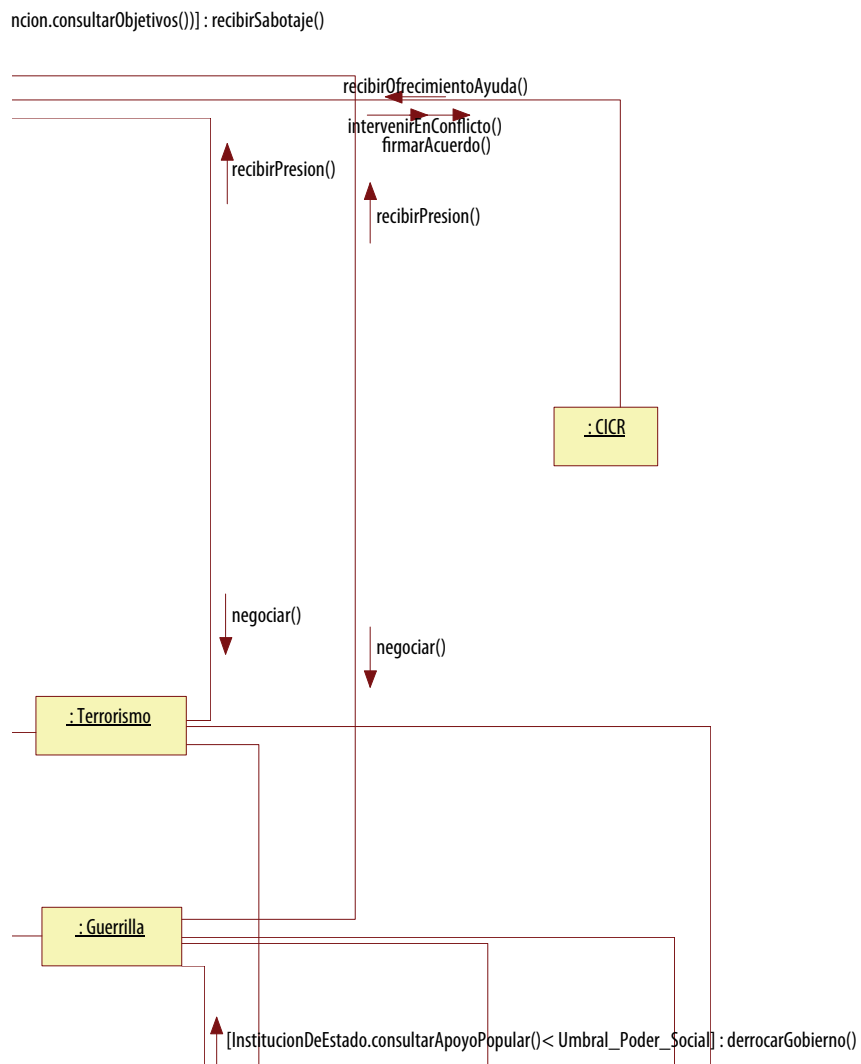 ncion.consultarObjetivos())] : recibirSabotaje()
recibirOfrecimientoAyuda()
intervenirEnConflicto()
firmarAcuerdo()
recibirPresion()
recibirPresion()
: CICR
negociar()
negociar()
: Terrorismo
: Guerrilla
[InstitucionDeEstado.consultarApoyoPopular()< Umbral_Poder_Social] : derrocarGobierno()